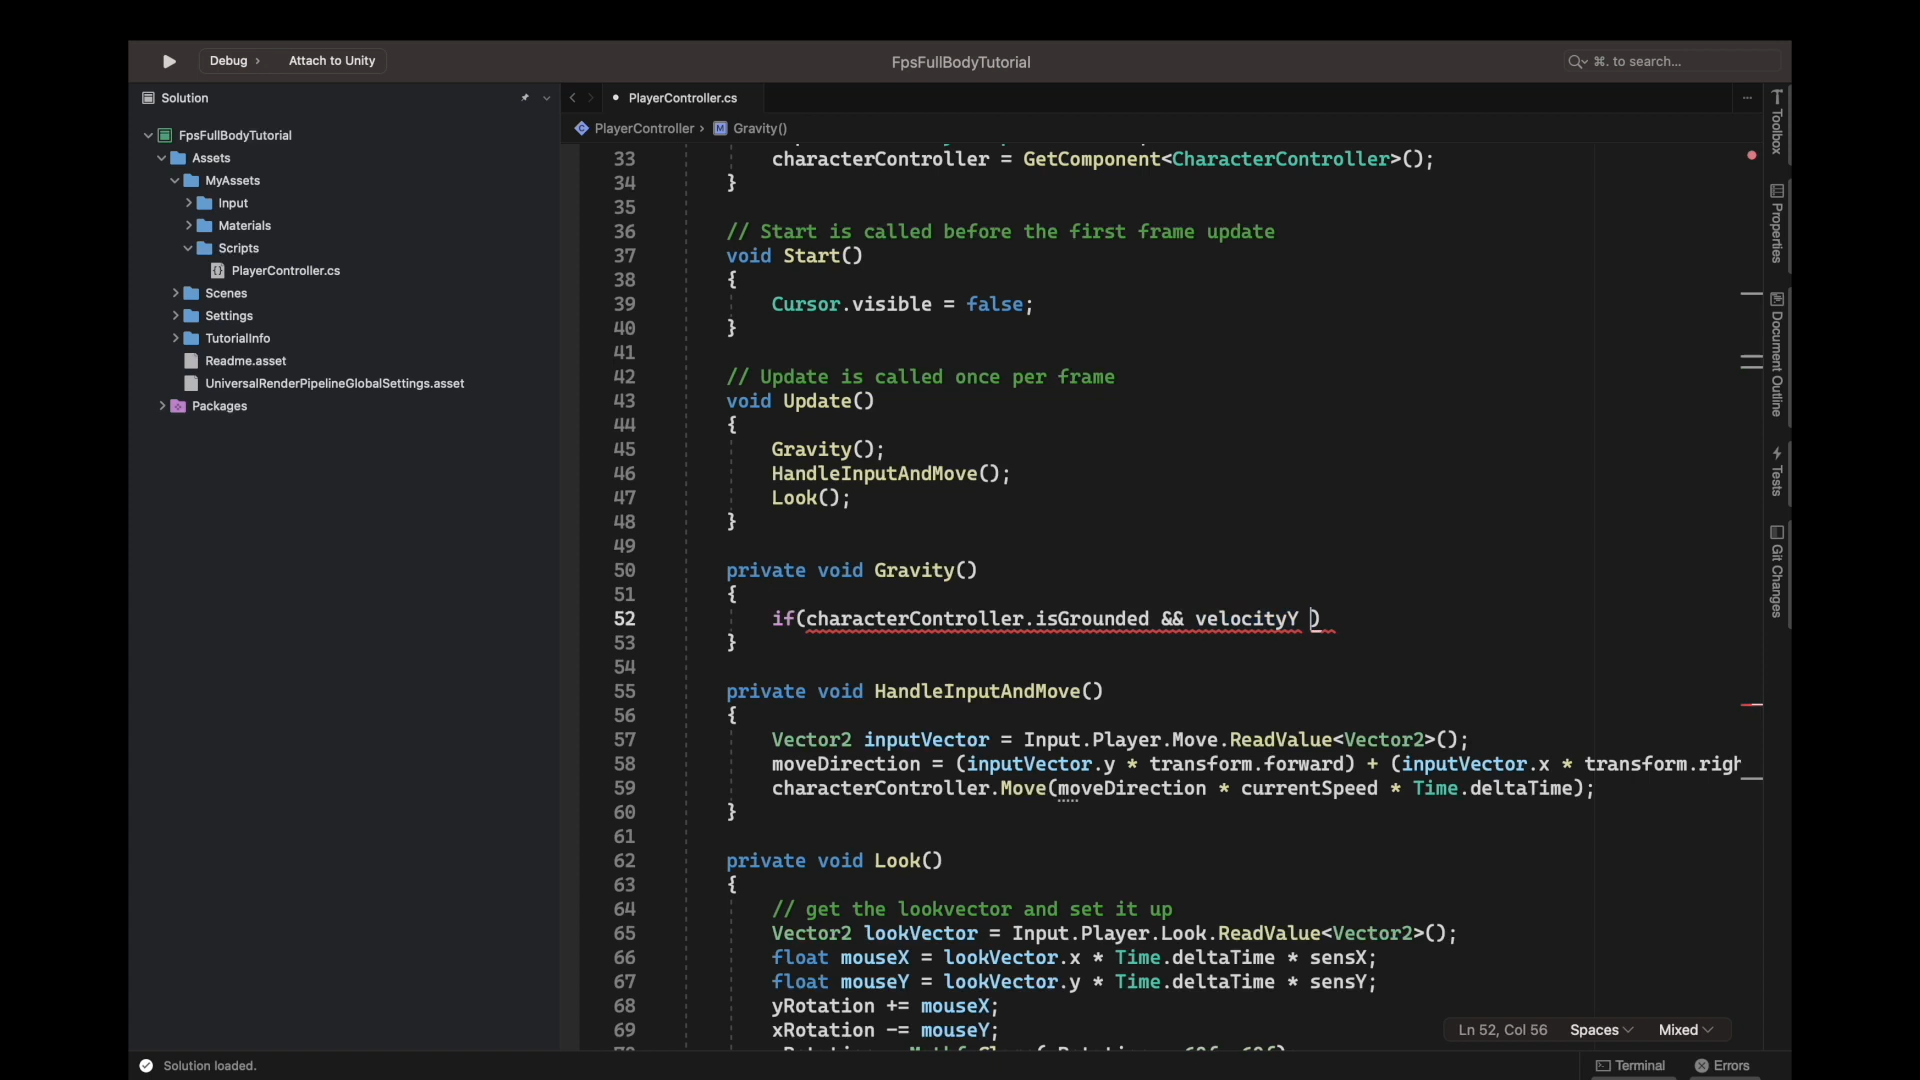 Debug › Attach to Unity
FpsFullBodyTutorial
⌘. to search...
Solution
PlayerController.cs
PlayerController › M Gravity()
FpsFullBodyTutorial
Assets
MyAssets
Input
Materials
Scripts
PlayerController.cs
Scenes
Settings
TutorialInfo
Readme.asset
UniversalRenderPipelineGlobalSettings.asset
Packages
33 characterController = GetComponent<CharacterController>();
34 }
35
36 // Start is called before the first frame update
37 void Start()
38 {
39 Cursor.visible = false;
40 }
41
42 // Update is called once per frame
43 void Update()
44 {
45 Gravity();
46 HandleInputAndMove();
47 Look();
48 }
49
50 private void Gravity()
51 {
52 if(characterController.isGrounded && velocityY )
53 }
54
55 private void HandleInputAndMove()
56 {
57 Vector2 inputVector = Input.Player.Move.ReadValue<Vector2>();
58 moveDirection = (inputVector.y * transform.forward) + (inputVector.x * transform.righ
59 characterController.Move(moveDirection * currentSpeed * Time.deltaTime);
60 }
61
62 private void Look()
63 {
64 // get the lookvector and set it up
65 Vector2 lookVector = Input.Player.Look.ReadValue<Vector2>();
66 float mouseX = lookVector.x * Time.deltaTime * sensX;
67 float mouseY = lookVector.y * Time.deltaTime * sensY;
68 yRotation += mouseX;
69 xRotation -= mouseY;
Toolbox
Properties
Document Outline
Tests
Git Changes
Ln 52, Col 56 Spaces Mixed
Solution loaded.
Terminal Errors